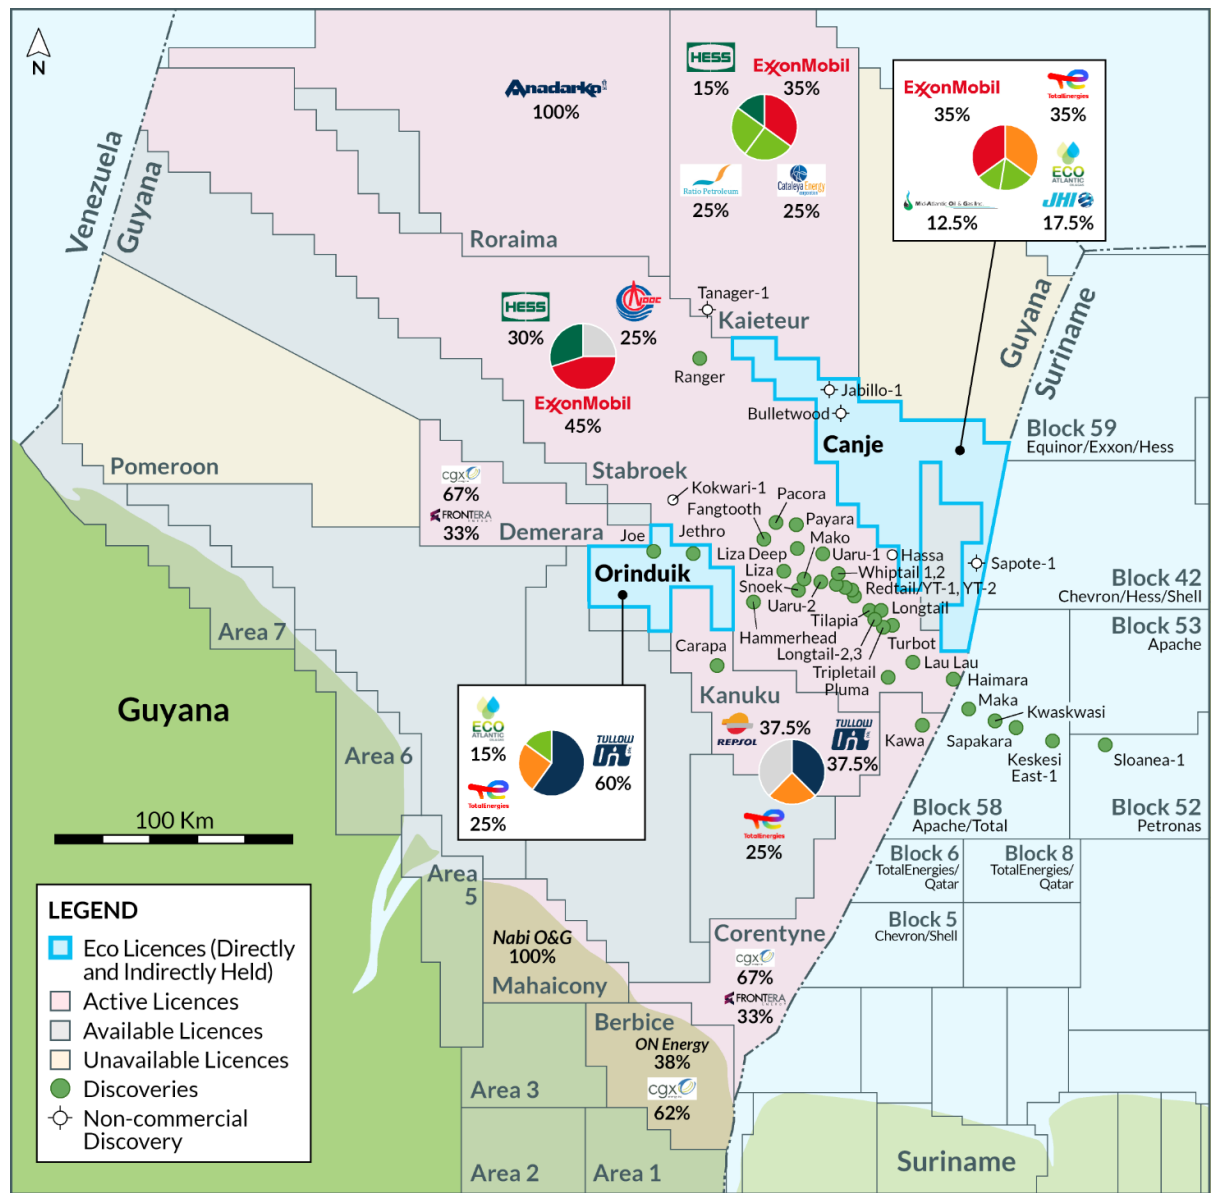 N
Venezuela
Guyana
Anadarko
100%
HESS
15%
ExxonMobil
35%
Ratio Petroleum
25%
Cataleya Energy
25%
ExxonMobil
35%
TotalEnergies
35%
ECO
ATLANTIC
Mid-Atlantic Oil & Gas Inc.
12.5%
JHI
17.5%
Roraima
HESS
30%
CNOOC
25%
ExxonMobil
45%
Tanager-1
Kaieteur
Ranger
Guyana
Suriname
Jabillo-1
Bulletwood
Canje
Block 59
Equinor/Exxon/Hess
Pomeroon
Stabroek
cgx
67%
FRONTERA
33%
Demerara
Kokwari-1
Pacora
Fangtooth
Payara
Joe
Jethro
Mako
Liza Deep
Uaru-1
Hassa
Sapote-1
Orinduik
Liza
Whiptail 1,2
Snoek
Redtail/YT-1, YT-2
Uaru-2
Longtail
Tilapia
Hammerhead
Longtail-2,3
Turbot
Block 42
Chevron/Hess/Shell
Block 53
Apache
Area 7
Carapa
Tripletail
Pluma
Lau Lau
Haimara
Maka
Kwaskwasi
Kanuku
Guyana
REPSOL
37.5%
TULLOW
37.5%
TotalEnergies
25%
Kawa
Sapakara
Keskesi
East-1
Sloanea-1
Area 6
ECO
ATLANTIC
15%
TULLOW
60%
TotalEnergies
25%
100 Km
Block 58
Apache/Total
Block 52
Petronas
Block 6
TotalEnergies/
Qatar
Block 8
TotalEnergies/
Qatar
Area
5
Block 5
Chevron/Shell
Nabi O&G
100%
Mahaicony
Corentyne
cgx
67%
FRONTERA
33%
Berbice
ON Energy
38%
cgx
62%
Area 3
Area 2
Area 1
Suriname
LEGEND
Eco Licences (Directly
and Indirectly Held)
Active Licences
Available Licences
Unavailable Licences
Discoveries
Non-commercial
Discovery